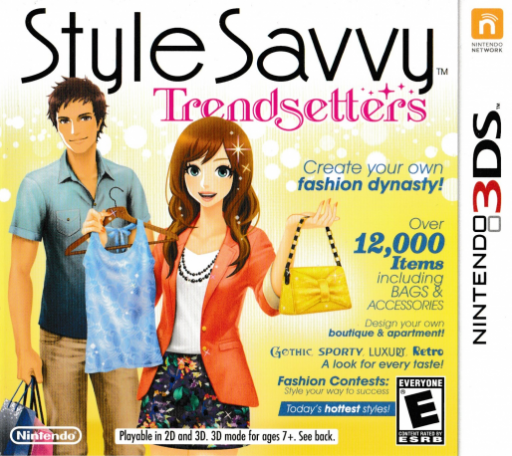 Style Savvy™
Trendsetters
NINTENDO NETWORK
NINTENDO 3DS™
Create your own
fashion dynasty!
Over
12,000
Items
including
BAGS &
ACCESSORIES
Design your own
boutique & apartment!
GOTHIC SPORTY LUXURY Retro
A look for every taste!
Fashion Contests:
Style your way to success
Today's hottest styles!
EVERYONE
E
CONTENT RATED BY
ESRB
Nintendo
Playable in 2D and 3D. 3D mode for ages 7+. See back.